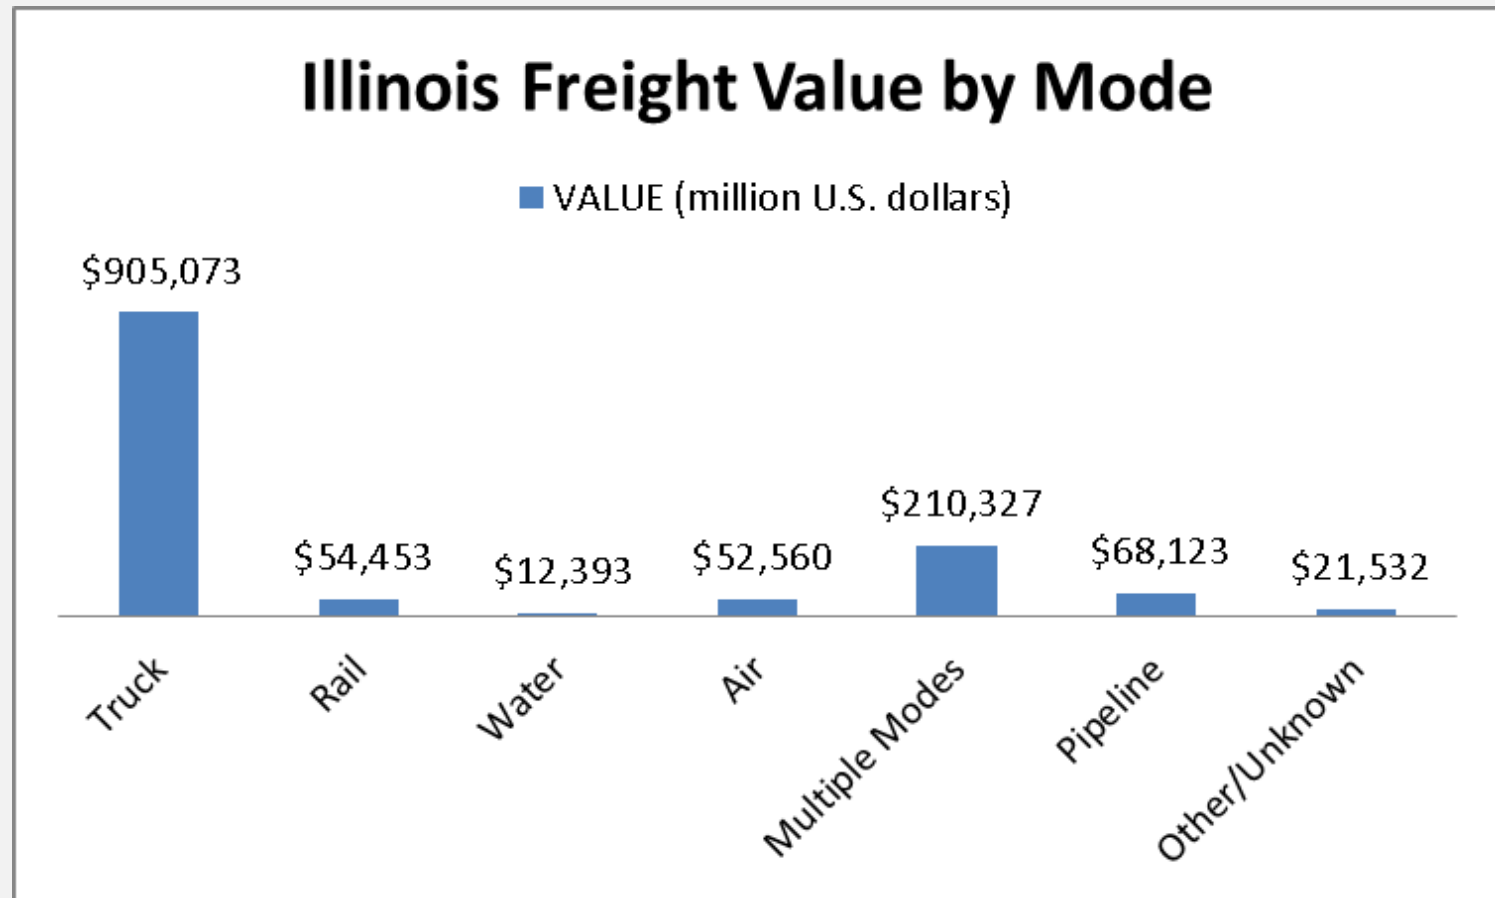 Illinois Freight Value by Mode
VALUE (million U.S. dollars)
$905,073
$54,453
$12,393
$52,560
$210,327
$68,123
$21,532
Truck
Rail
Water
Air
Multiple Modes
Pipeline
Other/Unknown